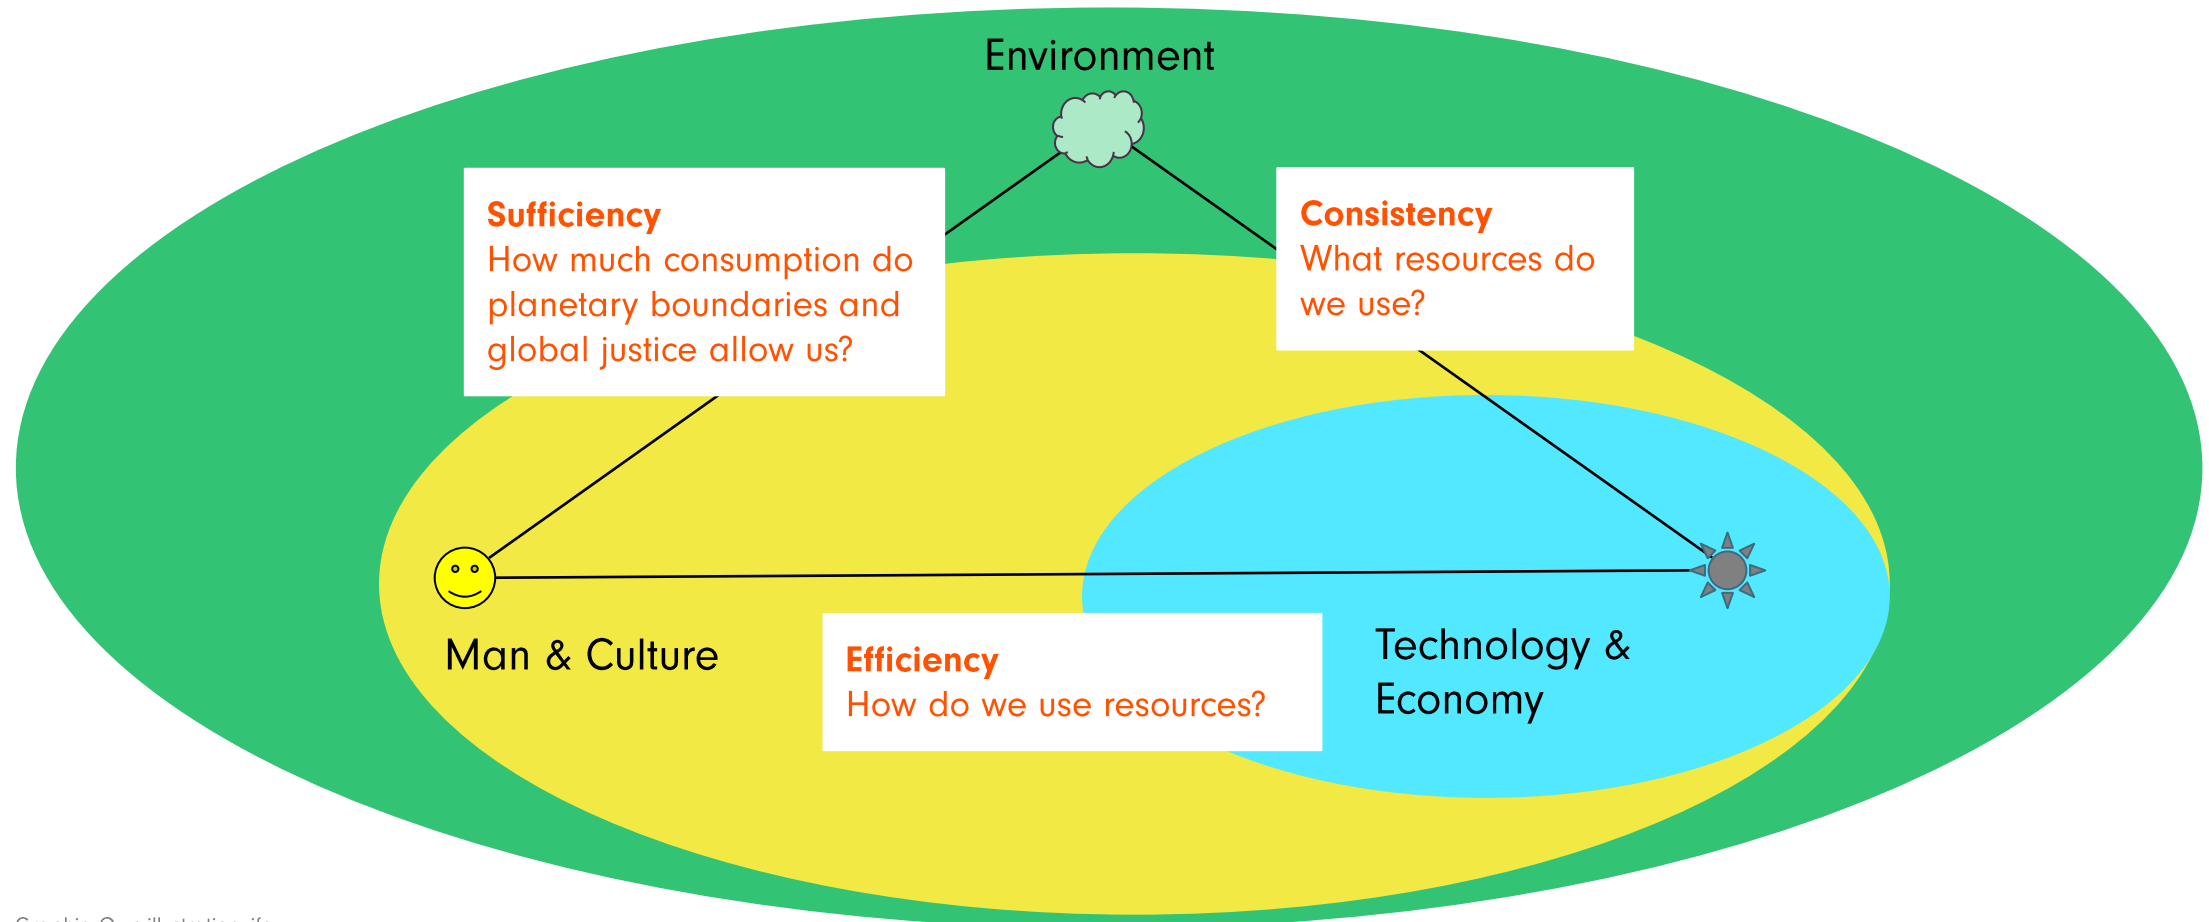 Environment
Sufficiency
How much consumption do
planetary boundaries and
global justice allow us?
Consistency
What resources do
we use?
Man & Culture
Efficiency
How do we use resources?
Technology &
Economy